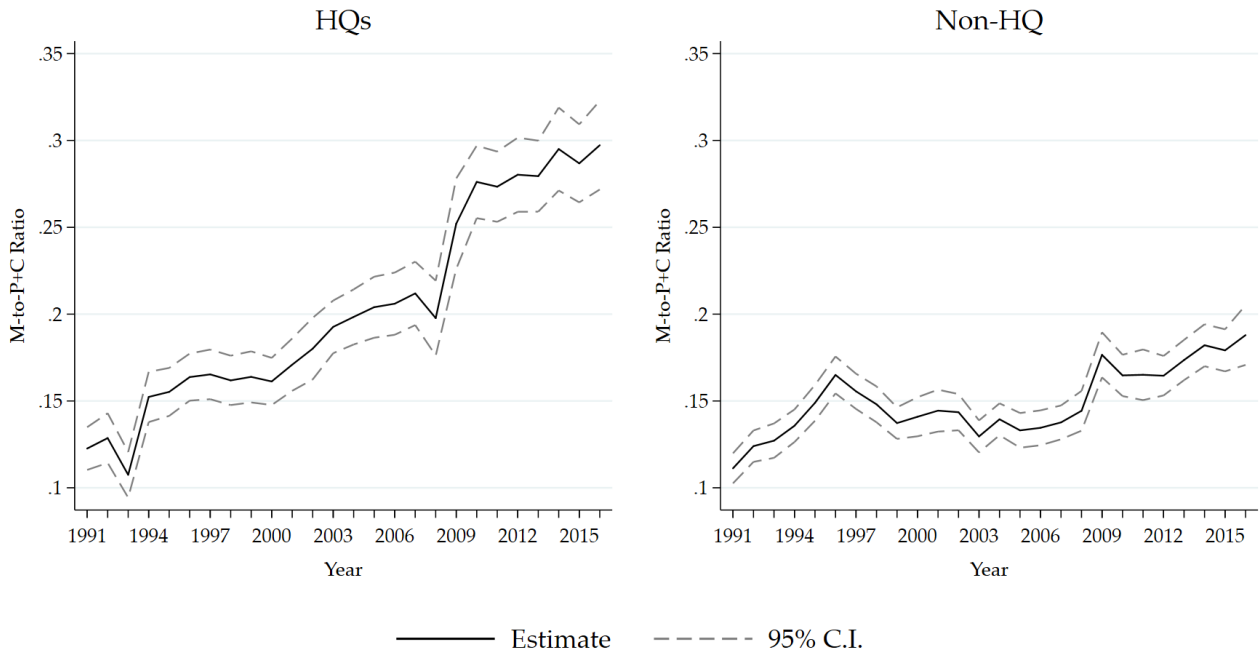 HQs
.35
.3
.25
.2
.15
.1
M-to-P+C Ratio
1991 1994 1997 2000 2003 2006 2009 2012 2015
Year
Non-HQ
.35
.3
.25
.2
.15
.1
M-to-P+C Ratio
1991 1994 1997 2000 2003 2006 2009 2012 2015
Year
Estimate 95% C.I.